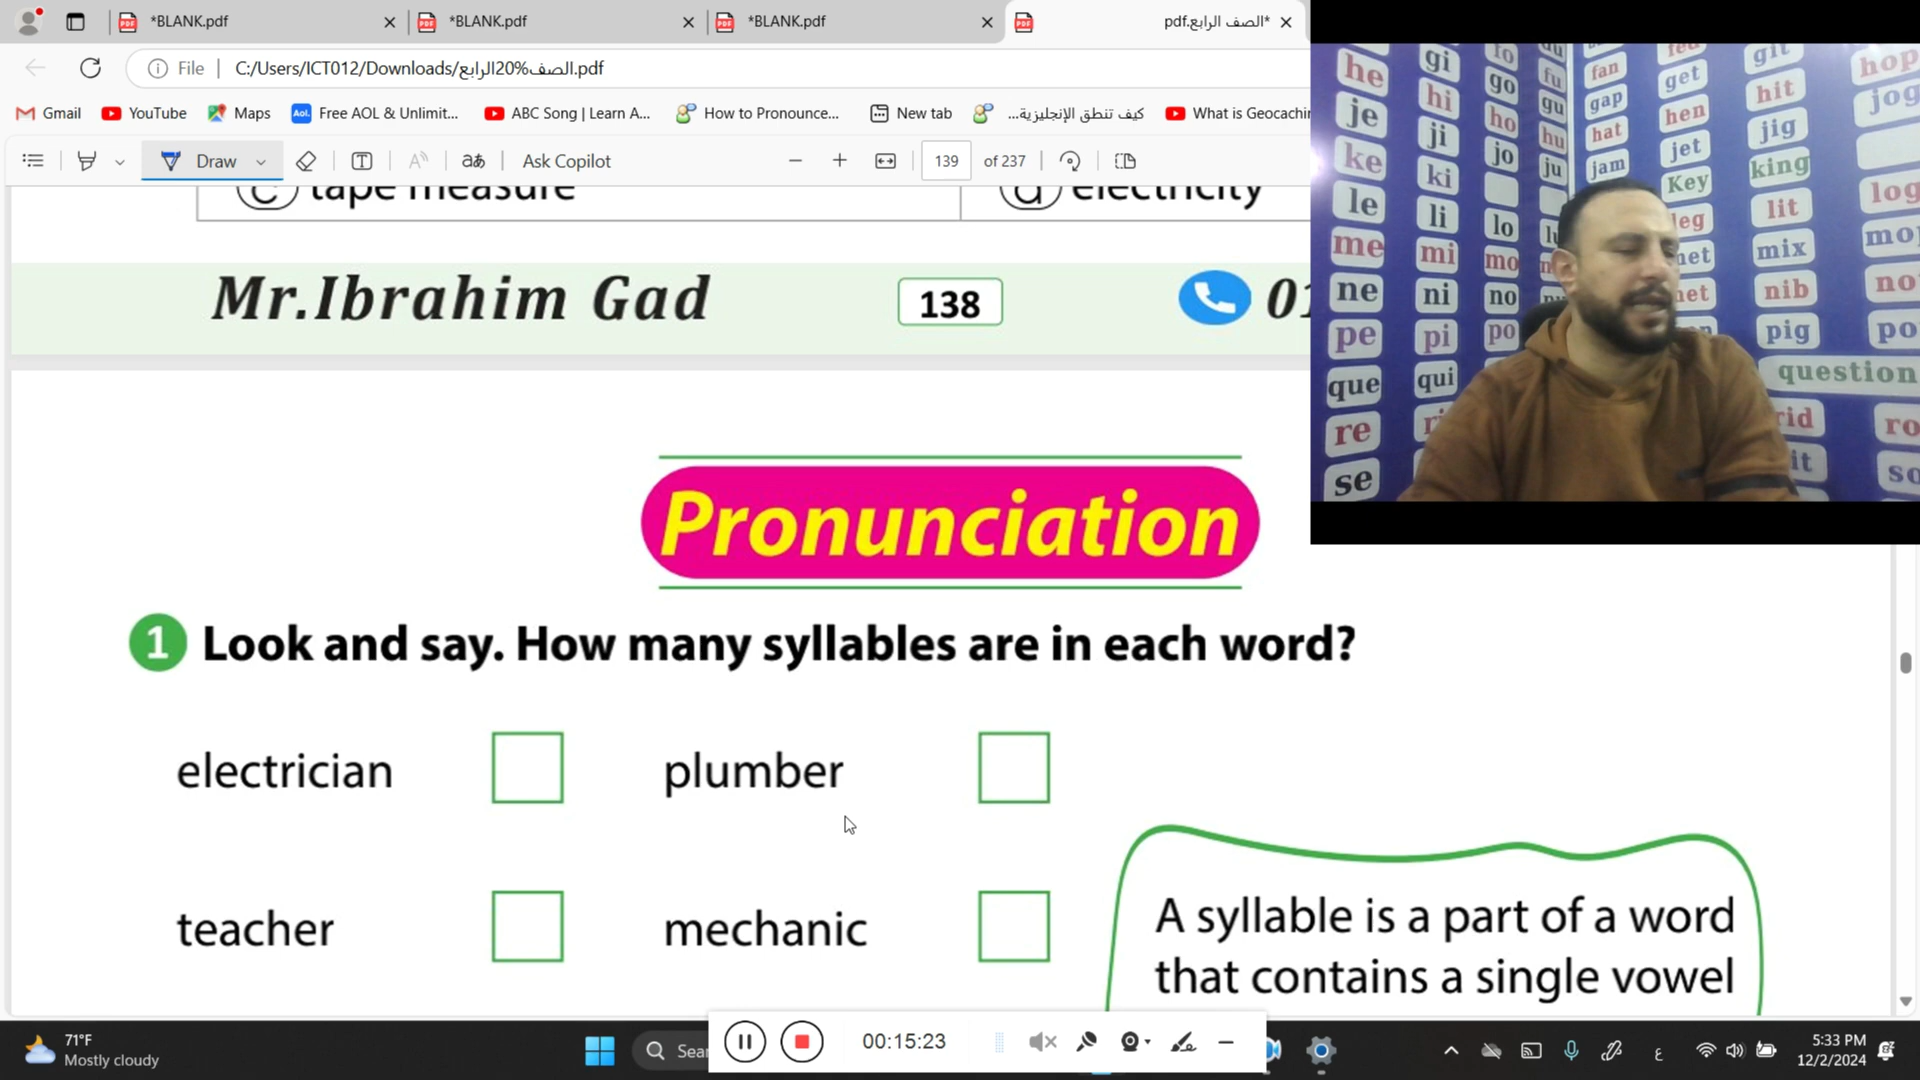 *BLANK.pdf
*BLANK.pdf
*BLANK.pdf
*الصف الرابع.pdf
File
C:/Users/ICT012/Downloads/الصف%20الرابع.pdf
Gmail
YouTube
Maps
Free AOL & Unlimit...
ABC Song | Learn A...
How to Pronounce...
New tab
كيف تنطق الإنجليزية...
What is Geocachi
Draw
Ask Copilot
139 of 237
c tape measure
d electricity
Mr.Ibrahim Gad
138
01
Pronunciation
1 Look and say. How many syllables are in each word?
electrician
plumber
teacher
mechanic
A syllable is a part of a word
that contains a single vowel
he gi go fan get git hop
je hi ho gap hen hit jog
ke ji jo hat jet jig
le ki jam Key king
me li lo leg lit log
ne mi mo mix
pe ni no nib
que pi po pig
re qui question
se rid
71°F
Mostly cloudy
00:15:23
5:33 PM
12/2/2024